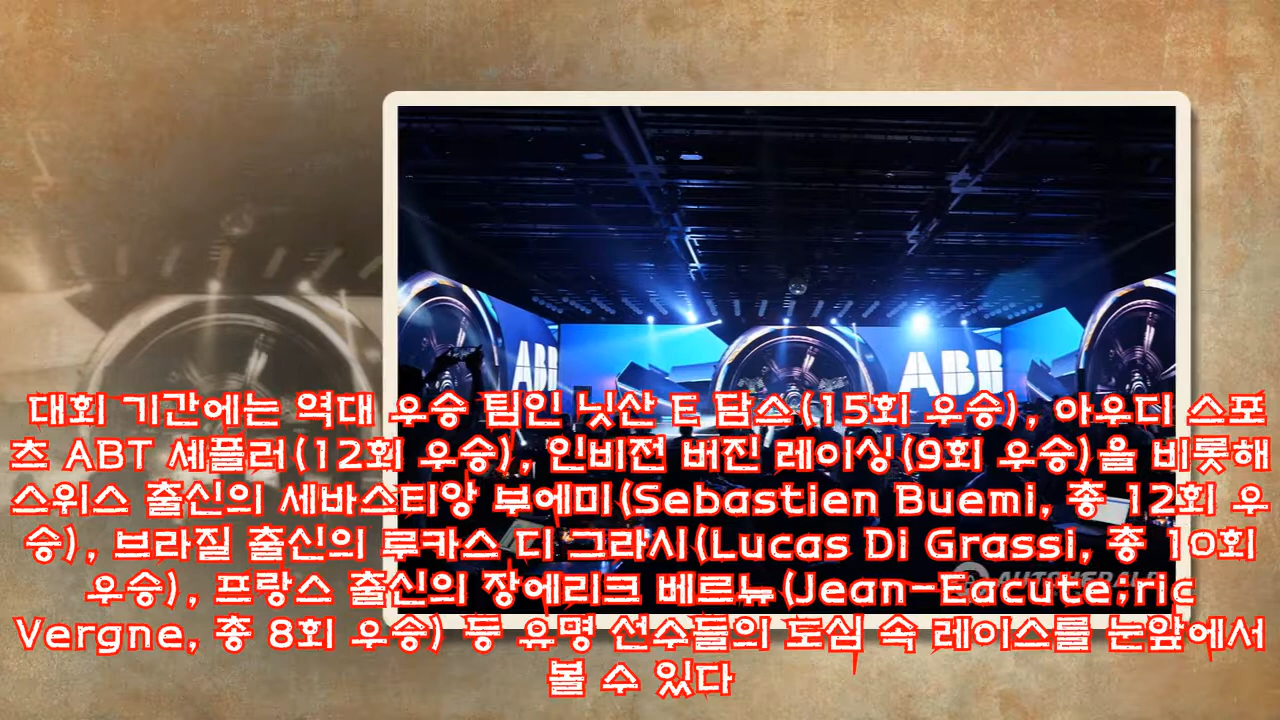 ABB
ABB
대회 기간에는 역대 우승 팀인 닛산 E 담스(15회 우승), 아우디 스포
츠 ABT 셰플러(12회 우승), 인비전 버진 레이싱(9회 우승)을 비롯해
스위스 출신의 세바스티앙 부에미(Sebastien Buemi, 총 12회 우
승), 브라질 출신의 루카스 디 그라시(Lucas Di Grassi, 총 10회
우승), 프랑스 출신의 장에리크 베르뉴(Jean-Eacute;ric
Vergne, 총 8회 우승) 등 유명 선수들의 도심 속 레이스를 눈앞에서
볼 수 있다
AUTOHERALD